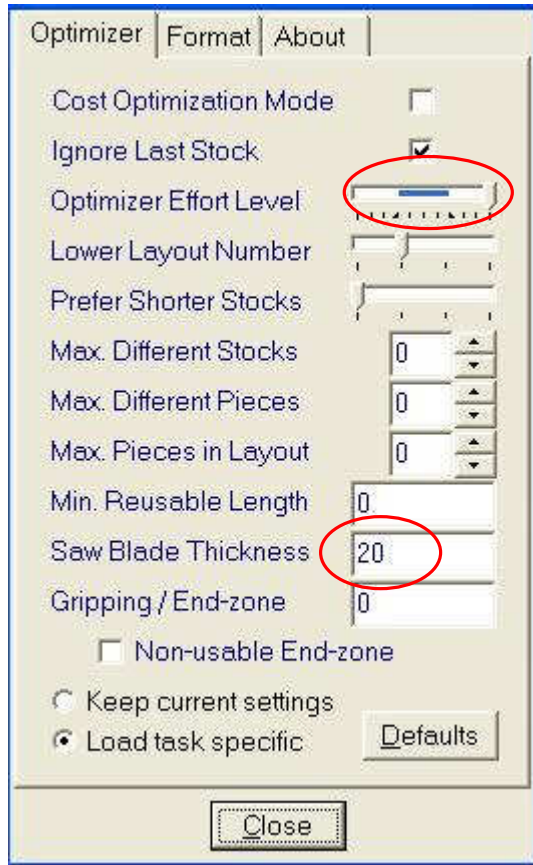 Optimizer Format About
Cost Optimization Mode
Ignore Last Stock
Optimizer Effort Level
Lower Layout Number
Prefer Shorter Stocks
Max. Different Stocks 0
Max. Different Pieces 0
Max. Pieces in Layout 0
Min. Reusable Length 0
Saw Blade Thickness 20
Gripping / End-zone 0
Non-usable End-zone
Keep current settings
Load task specific Defaults
Close